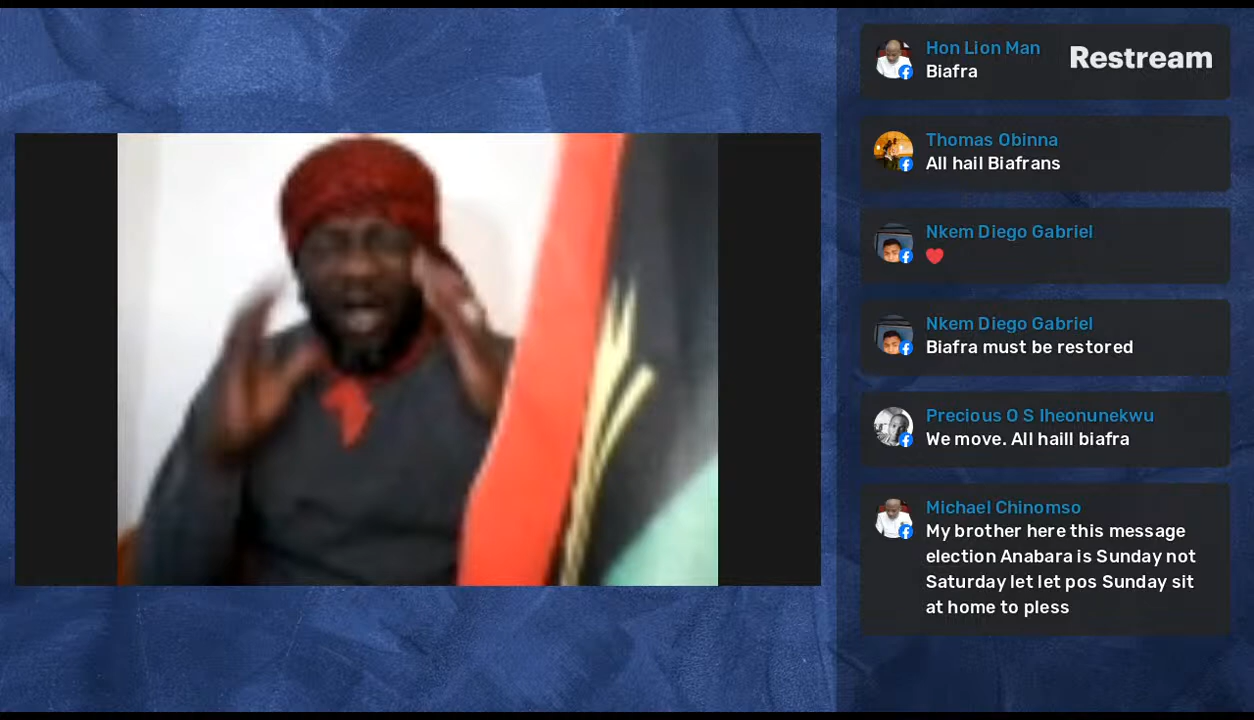 Restream
Hon Lion Man
Biafra
Thomas Obinna
All hail Biafrans
Nkem Diego Gabriel
❤️
Nkem Diego Gabriel
Biafra must be restored
Precious O S Iheonunekwu
We move. All haill biafra
Michael Chinomso
My brother here this message
election Anabara is Sunday not
Saturday let let pos Sunday sit
at home to pless